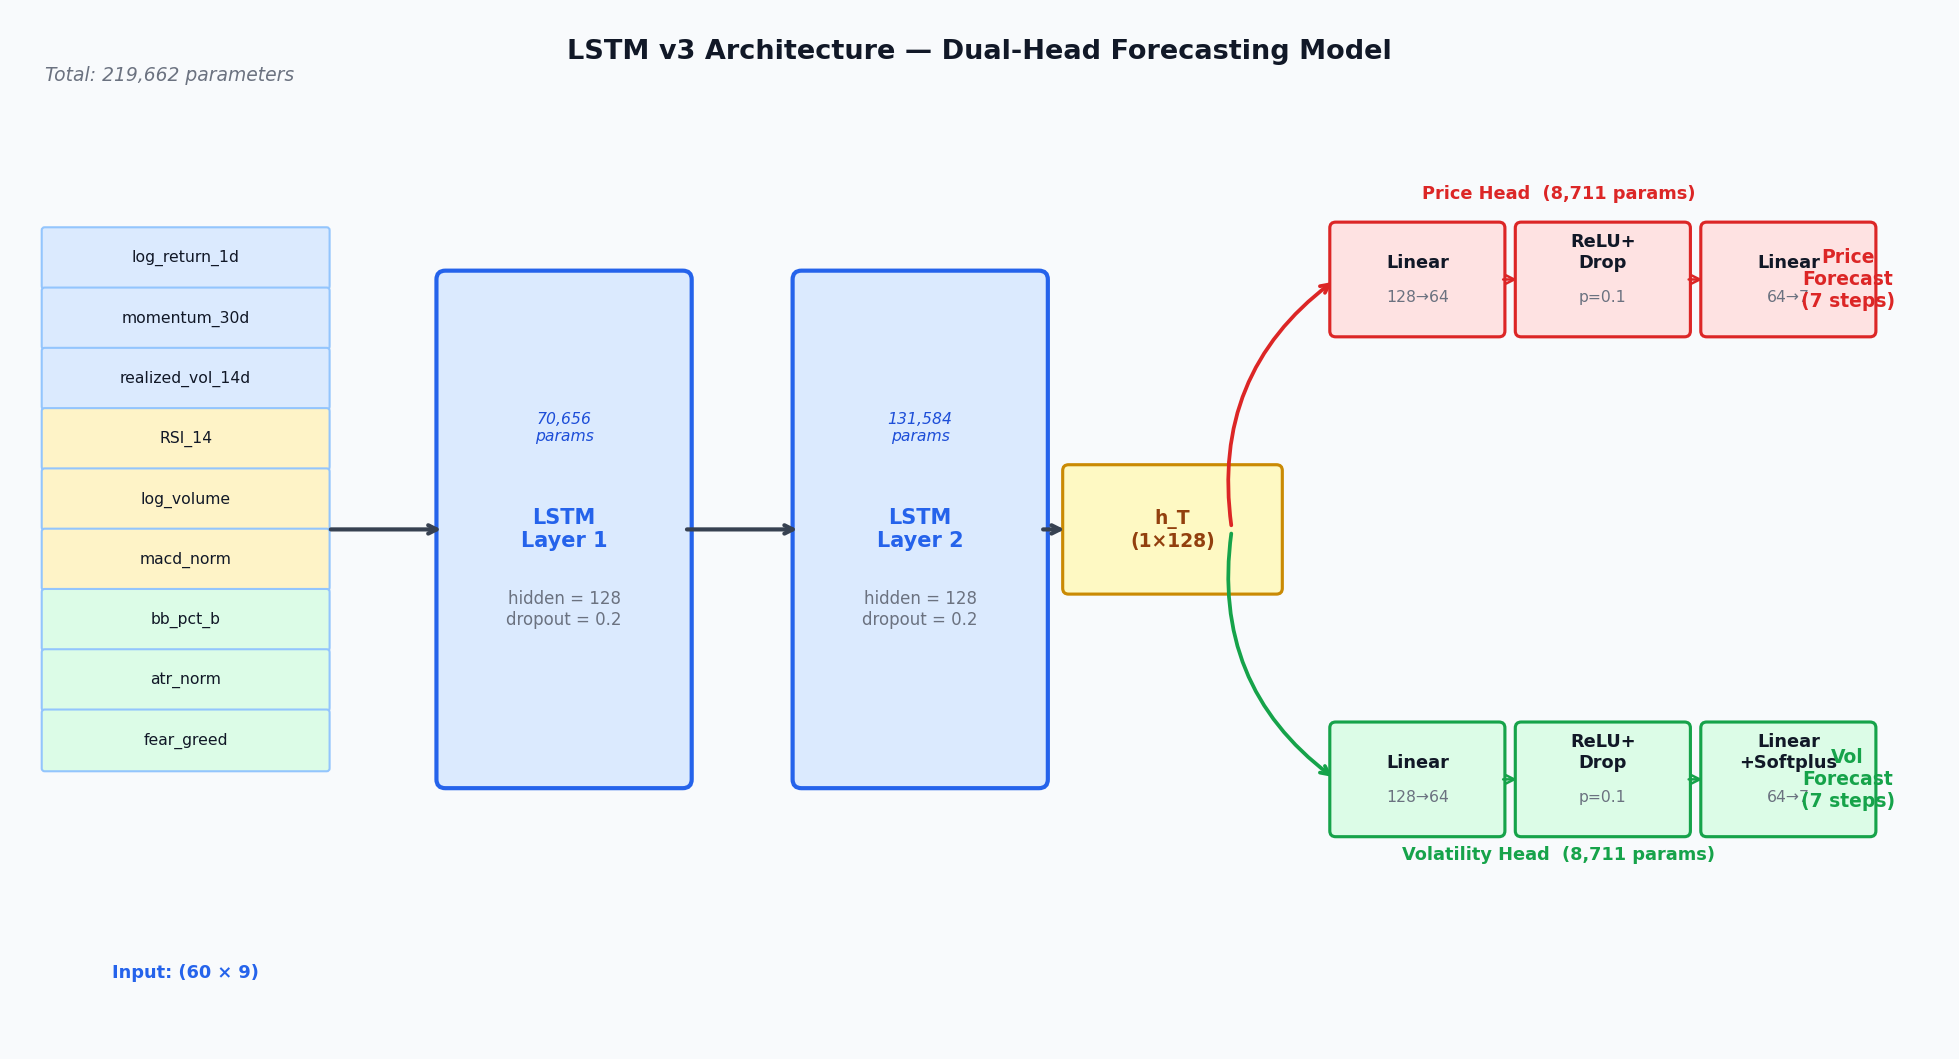 LSTM v3 Architecture — Dual-Head Forecasting Model
Total: 219,662 parameters
log_return_1d
momentum_30d
realized_vol_14d
RSI_14
log_volume
macd_norm
bb_pct_b
atr_norm
fear_greed
Input: (60 × 9)
70,656
params
LSTM
Layer 1
hidden = 128
dropout = 0.2
131,584
params
LSTM
Layer 2
hidden = 128
dropout = 0.2
h_T
(1×128)
Price Head (8,711 params)
Linear
128→64
ReLU+
Drop
p=0.1
Linear
64→7
Price
Forecast
(7 steps)
Linear
128→64
ReLU+
Drop
p=0.1
Linear
+Softplus
64→7
Vol
Forecast
(7 steps)
Volatility Head (8,711 params)